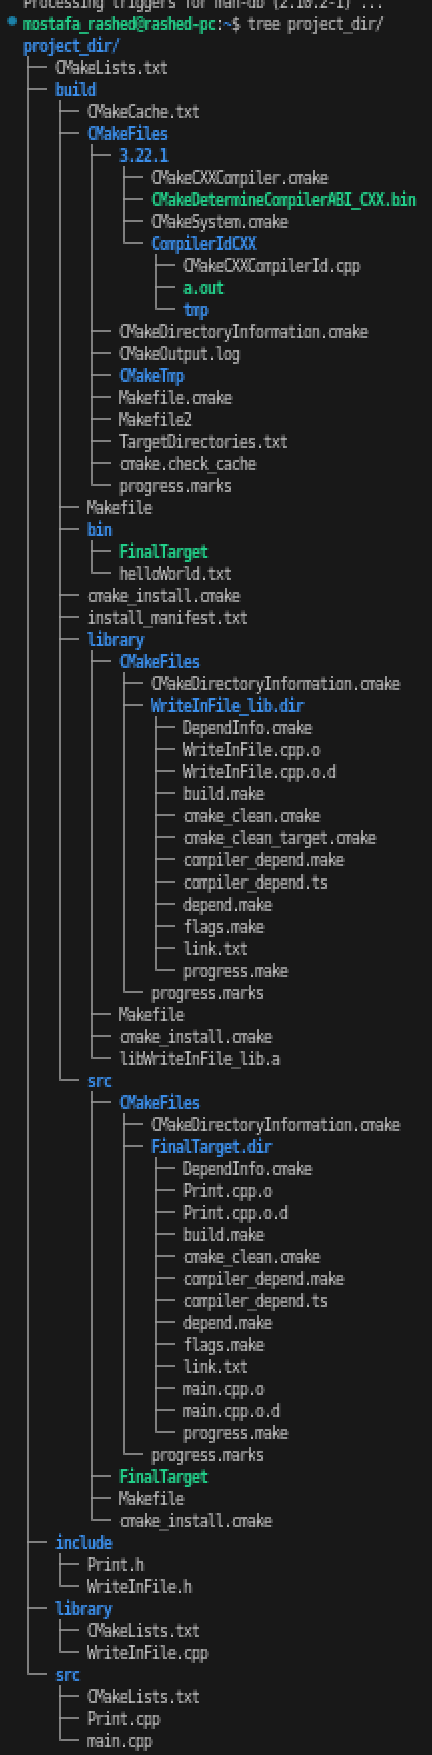 Processing triggers for man-db (2.10.2-1) ...
mostafa_rashed@rashed-pc:~$ tree project_dir/
project_dir/
├── CMakeLists.txt
├── build
│   ├── CMakeCache.txt
│   ├── CMakeFiles
│   │   ├── 3.22.1
│   │   │   ├── CMakeCXXCompiler.cmake
│   │   │   ├── CMakeDetermineCompilerABI_CXX.bin
│   │   │   ├── CMakeSystem.cmake
│   │   │   └── CompilerIdCXX
│   │   │       ├── CMakeCXXCompilerId.cpp
│   │   │       ├── a.out
│   │   │       └── tmp
│   │   ├── CMakeDirectoryInformation.cmake
│   │   ├── CMakeOutput.log
│   │   ├── CMakeTmp
│   │   ├── Makefile.cmake
│   │   ├── Makefile2
│   │   ├── TargetDirectories.txt
│   │   ├── cmake.check_cache
│   │   └── progress.marks
│   ├── Makefile
│   ├── bin
│   │   ├── FinalTarget
│   │   └── helloWorld.txt
│   ├── cmake_install.cmake
│   ├── install_manifest.txt
│   ├── library
│   │   ├── CMakeFiles
│   │   │   ├── CMakeDirectoryInformation.cmake
│   │   │   ├── WriteInFile_lib.dir
│   │   │   │   ├── DependInfo.cmake
│   │   │   │   ├── WriteInFile.cpp.o
│   │   │   │   ├── WriteInFile.cpp.o.d
│   │   │   │   ├── build.make
│   │   │   │   ├── cmake_clean.cmake
│   │   │   │   ├── cmake_clean_target.cmake
│   │   │   │   ├── compiler_depend.make
│   │   │   │   ├── compiler_depend.ts
│   │   │   │   ├── depend.make
│   │   │   │   ├── flags.make
│   │   │   │   ├── link.txt
│   │   │   │   └── progress.make
│   │   │   └── progress.marks
│   │   ├── Makefile
│   │   ├── cmake_install.cmake
│   │   └── libWriteInFile_lib.a
│   └── src
│       ├── CMakeFiles
│       │   ├── CMakeDirectoryInformation.cmake
│       │   ├── FinalTarget.dir
│       │   │   ├── DependInfo.cmake
│       │   │   ├── Print.cpp.o
│       │   │   ├── Print.cpp.o.d
│       │   │   ├── build.make
│       │   │   ├── cmake_clean.cmake
│       │   │   ├── compiler_depend.make
│       │   │   ├── compiler_depend.ts
│       │   │   ├── depend.make
│       │   │   ├── flags.make
│       │   │   ├── link.txt
│       │   │   ├── main.cpp.o
│       │   │   ├── main.cpp.o.d
│       │   │   └── progress.make
│       │   └── progress.marks
│       ├── FinalTarget
│       ├── Makefile
│       └── cmake_install.cmake
├── include
│   ├── Print.h
│   └── WriteInFile.h
├── library
│   ├── CMakeLists.txt
│   └── WriteInFile.cpp
└── src
    ├── CMakeLists.txt
    ├── Print.cpp
    └── main.cpp